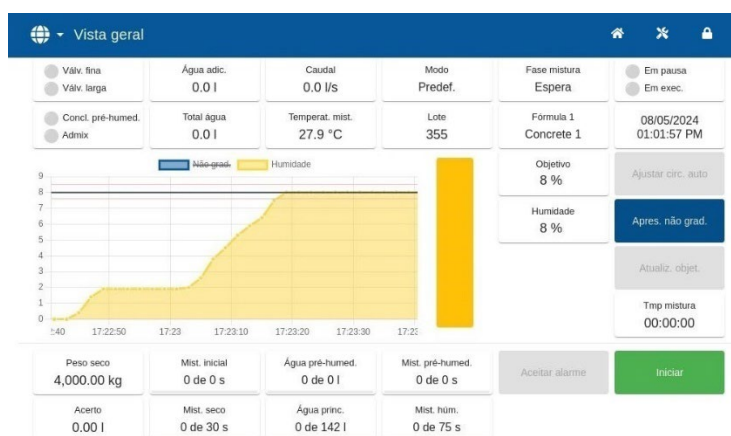 Vista geral
Válv. fina
Válv. larga
Água adic.
0.0 l
Caudal
0.0 l/s
Modo
Predef.
Fase mistura
Espera
Em pausa
Em exec.
Concl. pré-humed.
Admix
Total água
0.0 l
Temperat. mist.
27.9 °C
Lote
355
Fórmula 1
Concrete 1
08/05/2024
01:01:57 PM
Não grad.
Humidade
9
8
7
6
5
4
3
2
1
0
:40
17:22:50
17:23
17:23:10
17:23:20
17:23:30
17:23
Objetivo
8 %
Ajustar circ. auto
Humidade
8 %
Apres. não grad.
Atualiz. objet.
Tmp mistura
00:00:00
Peso seco
4,000.00 kg
Mist. inicial
0 de 0 s
Água pré-humed.
0 de 0 l
Mist. pré-humed.
0 de 0 s
Aceitar alarme
Iniciar
Acerto
0.00 l
Mist. seco
0 de 30 s
Água princ.
0 de 142 l
Mist. húm.
0 de 75 s